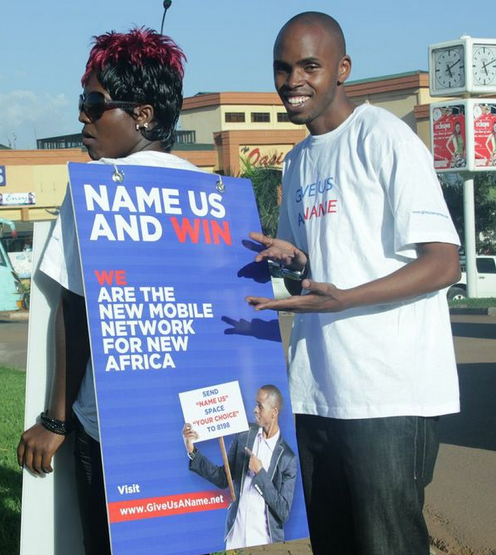 NAME US
AND WIN
WE
ARE THE
NEW MOBILE
NETWORK
FOR NEW
AFRICA
SEND
"NAME US"
SPACE
"YOUR CHOICE"
TO 8198
Visit
www.GiveUsAName.net
GIVE US
A NAME
Oasis